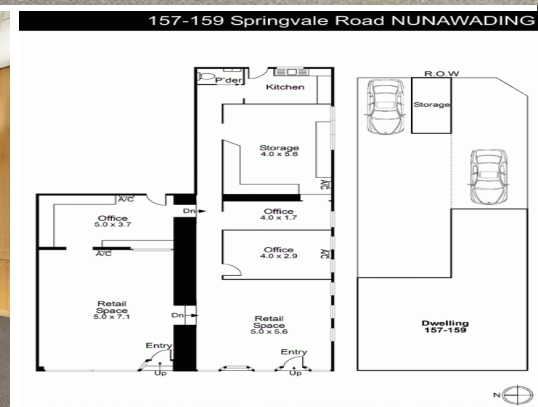 157-159 Springvale Road NUNAWADING
R.O.W
P'der
Kitchen
Storage
Storage
4.0 x 5.6
A/C
A/C
Office
5.0 x 3.7
Dn
Office
4.0 x 1.7
A/C
Office
4.0 x 2.9
A/C
Retail
Space
5.0 x 7.1
Dn
Retail
Space
5.0 x 5.6
Dwelling
157-159
Entry
Up
Entry
Up
N